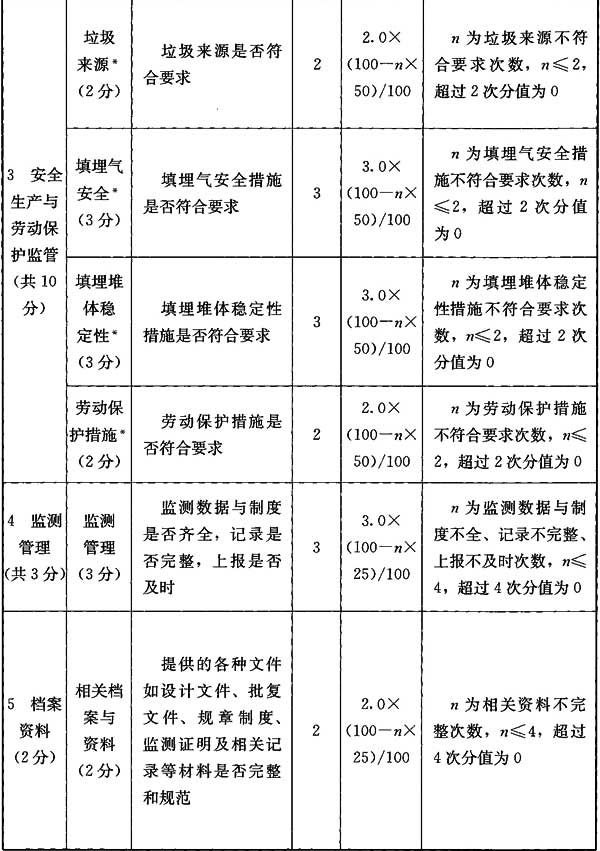 3 安全
生产与
劳动保
护监管
(共10
分)
垃圾
来源*
(2分)
垃圾来源是否符
合要求
2
2.0×
(100-n×
50)/100
n为垃圾来源不符
合要求次数,n≤2,
超过2次分值为0
填埋气
安全*
(3分)
填埋气安全措施
是否符合要求
3
3.0×
(100-n×
50)/100
n为填埋气安全措
施不符合要求次数,n
≤2,超过2次分值
为0
填埋堆
体稳
定性*
(3分)
填埋堆体稳定性
措施是否符合要求
3
3.0×
(100-n×
50)/100
n为填埋堆体稳定
性措施不符合要求次
数,n≤2,超过2次
分值为0
劳动保
护措施*
(2分)
劳动保护措施是
否符合要求
2
2.0×
(100-n×
50)/100
n为劳动保护措施
不符合要求次数,n≤
2,超过2次分值为0
4 监测
管理
(共3分)
监测
管理
(3分)
监测数据与制度
是否齐全,记录是
否完整,上报是否
及时
3
3.0×
(100-n×
25)/100
n为监测数据与制
度不全、记录不完整、
上报不及时次数,n≤
4,超过4次分值为0
5 档案
资料
(2分)
相关档
案与
资料
(2分)
提供的各种文件
如设计文件、批复
文件、规章制度、
监测证明及相关记
录等材料是否完整
和规范
2
2.0×
(100-n×
25)/100
n为相关资料不完
整次数,n≤4,超过
4次分值为0